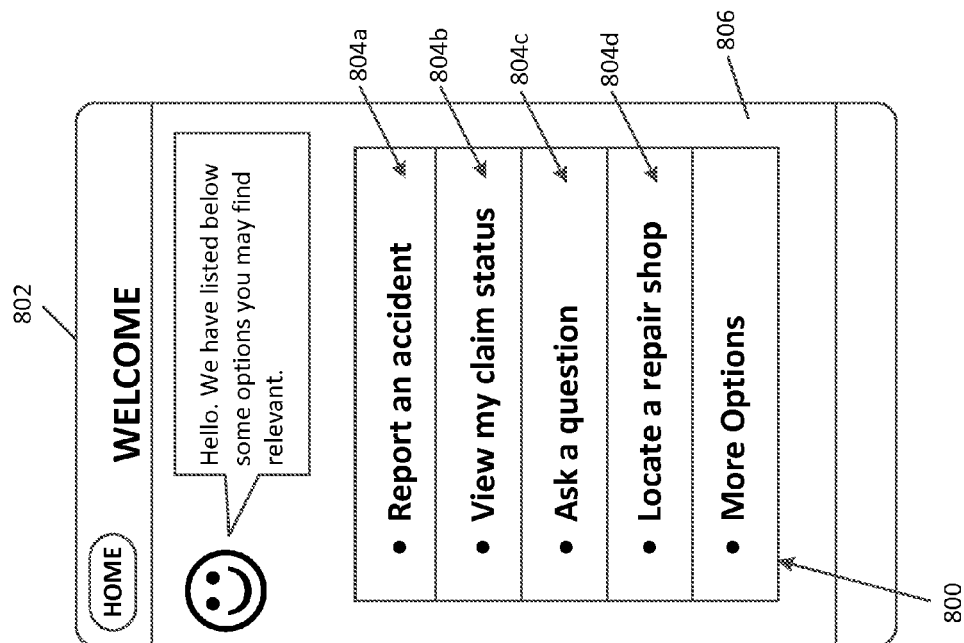 802
HOME
WELCOME
Hello. We have listed below
some options you may find
relevant.
• Report an accident
804a
• View my claim status
804b
• Ask a question
804c
• Locate a repair shop
804d
• More Options
806
800